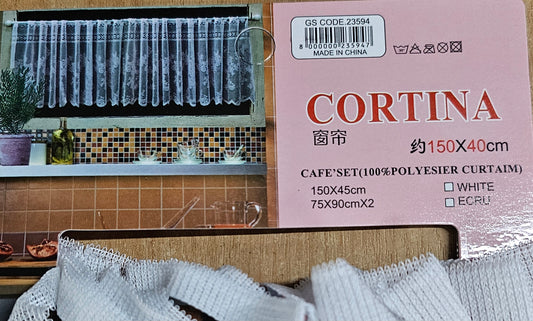 GS CODE.23594
8 000000 235947
MADE IN CHINA
CORTINA
窗帘
约150X40cm
CAFE'SET(100%POLYESIER CURTAIM)
150X45cm
WHITE
75X90cmX2
ECRU